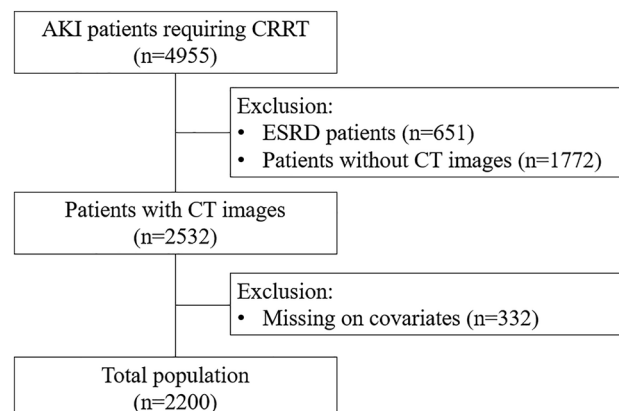 AKI patients requiring CRRT
(n=4955)
Exclusion:
• ESRD patients (n=651)
• Patients without CT images (n=1772)
Patients with CT images
(n=2532)
Exclusion:
• Missing on covariates (n=332)
Total population
(n=2200)